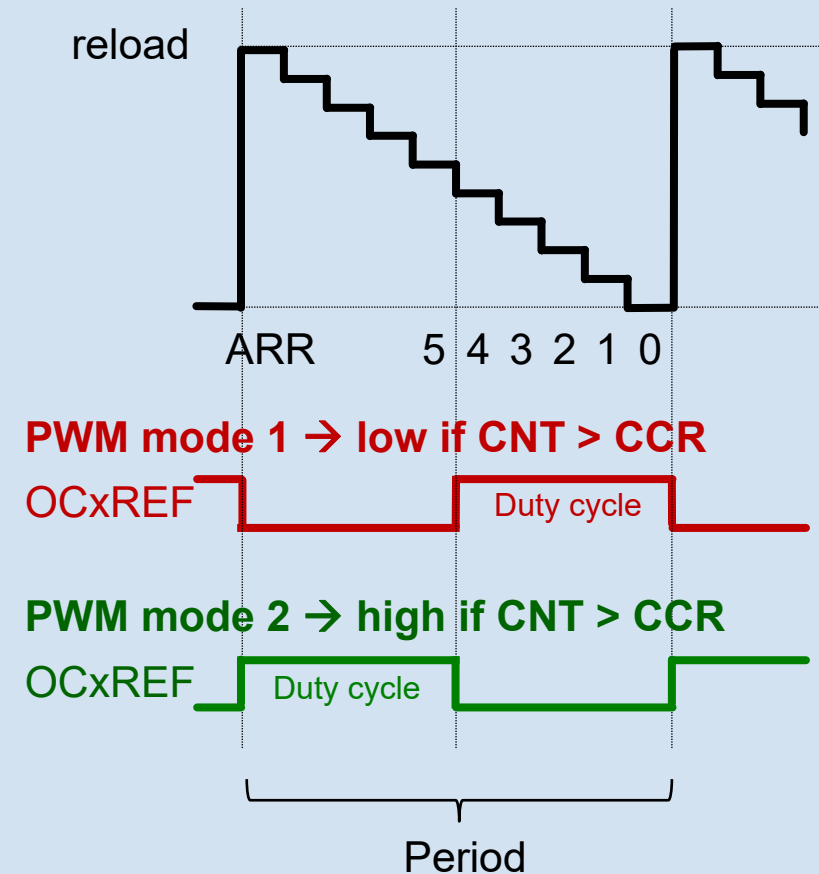 reload
ARR 5 4 3 2 1 0
PWM mode 1 → low if CNT > CCR
OCxREF Duty cycle
PWM mode 2 → high if CNT > CCR
OCxREF Duty cycle
Period